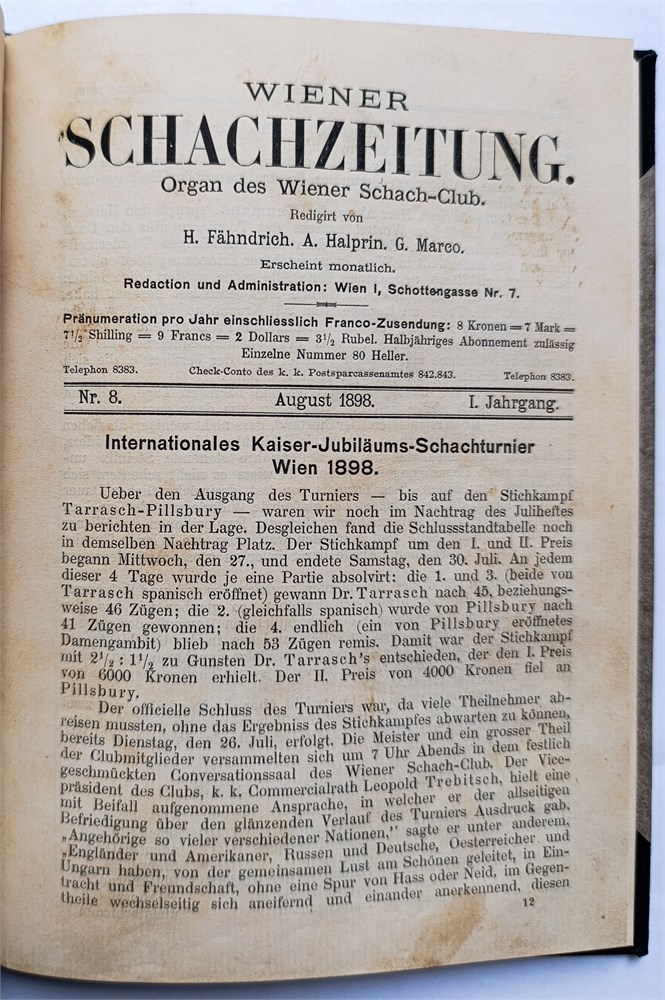 WIENER
SCHACHZEITUNG.
Organ des Wiener Schach-Club.
Redigirt von
H. Fähndrich. A. Halprin. G. Marco.
Erscheint monatlich.
Redaction und Administration: Wien I, Schottengasse Nr. 7.
Pränumeration pro Jahr einschliesslich Franco-Zusendung: 8 Kronen = 7 Mark =
7 1/2 Shilling = 9 Francs = 2 Dollars = 3 1/2 Rubel. Halbjähriges Abonnement zulässig
Einzelne Nummer 80 Heller.
Telephon 8383. Check-Conto des k. k. Postsparcassenamtes 842.843. Telephon 8383.
Nr. 8. August 1898. I. Jahrgang.
Internationales Kaiser-Jubiläums-Schachturnier
Wien 1898.
Ueber den Ausgang des Turniers — bis auf den Stichkampf
Tarrasch-Pillsbury — waren wir noch im Nachtrag des Juliheftes
zu berichten in der Lage. Desgleichen fand die Schlussstandtabelle noch
in demselben Nachtrag Platz. Der Stichkampf um den I. und II. Preis
begann Mittwoch, den 27., und endete Samstag, den 30. Juli. An jedem
dieser 4 Tage wurde je eine Partie absolvirt: die 1. und 3. (beide von
Tarrasch spanisch eröffnet) gewann Dr. Tarrasch nach 45, beziehungs-
weise 46 Zügen; die 2. (gleichfalls spanisch) wurde von Pillsbury nach
41 Zügen gewonnen; die 4. endlich (ein von Pillsbury eröffnetes
Damengambit) blieb nach 53 Zügen remis. Damit war der Stichkampf
mit 2 1/2 : 1 1/2 zu Gunsten Dr. Tarrasch's entschieden, der den I. Preis
von 6000 Kronen erhielt. Der II. Preis von 4000 Kronen fiel an
Pillsbury.
Der officielle Schluss des Turniers war, da viele Theilnehmer ab-
reisen mussten, ohne das Ergebniss des Stichkampfes abwarten zu können,
bereits Dienstag, den 26. Juli, erfolgt. Die Meister und ein grosser Theil
der Clubmitglieder versammelten sich um 7 Uhr Abends in dem festlich
geschmückten Conversationssaal des Wiener Schach-Club. Der Vice-
präsident des Clubs, k. k. Commercialrath Leopold Trebitsch, hielt eine
mit Beifall aufgenommene Ansprache, in welcher er der allseitigen
Befriedigung über den glänzenden Verlauf des Turniers Ausdruck gab.
„Angehörige so vieler verschiedener Nationen,“ sagte er unter anderem,
„Engländer und Amerikaner, Russen und Deutsche, Oesterreicher und
Ungarn haben, von der gemeinsamen Lust am Schönen geleitet, in Ein-
tracht und Freundschaft, ohne eine Spur von Hass oder Neid, im Gegen-
theile wechselseitig sich aneifernd und einander anerkennend, diesen
12